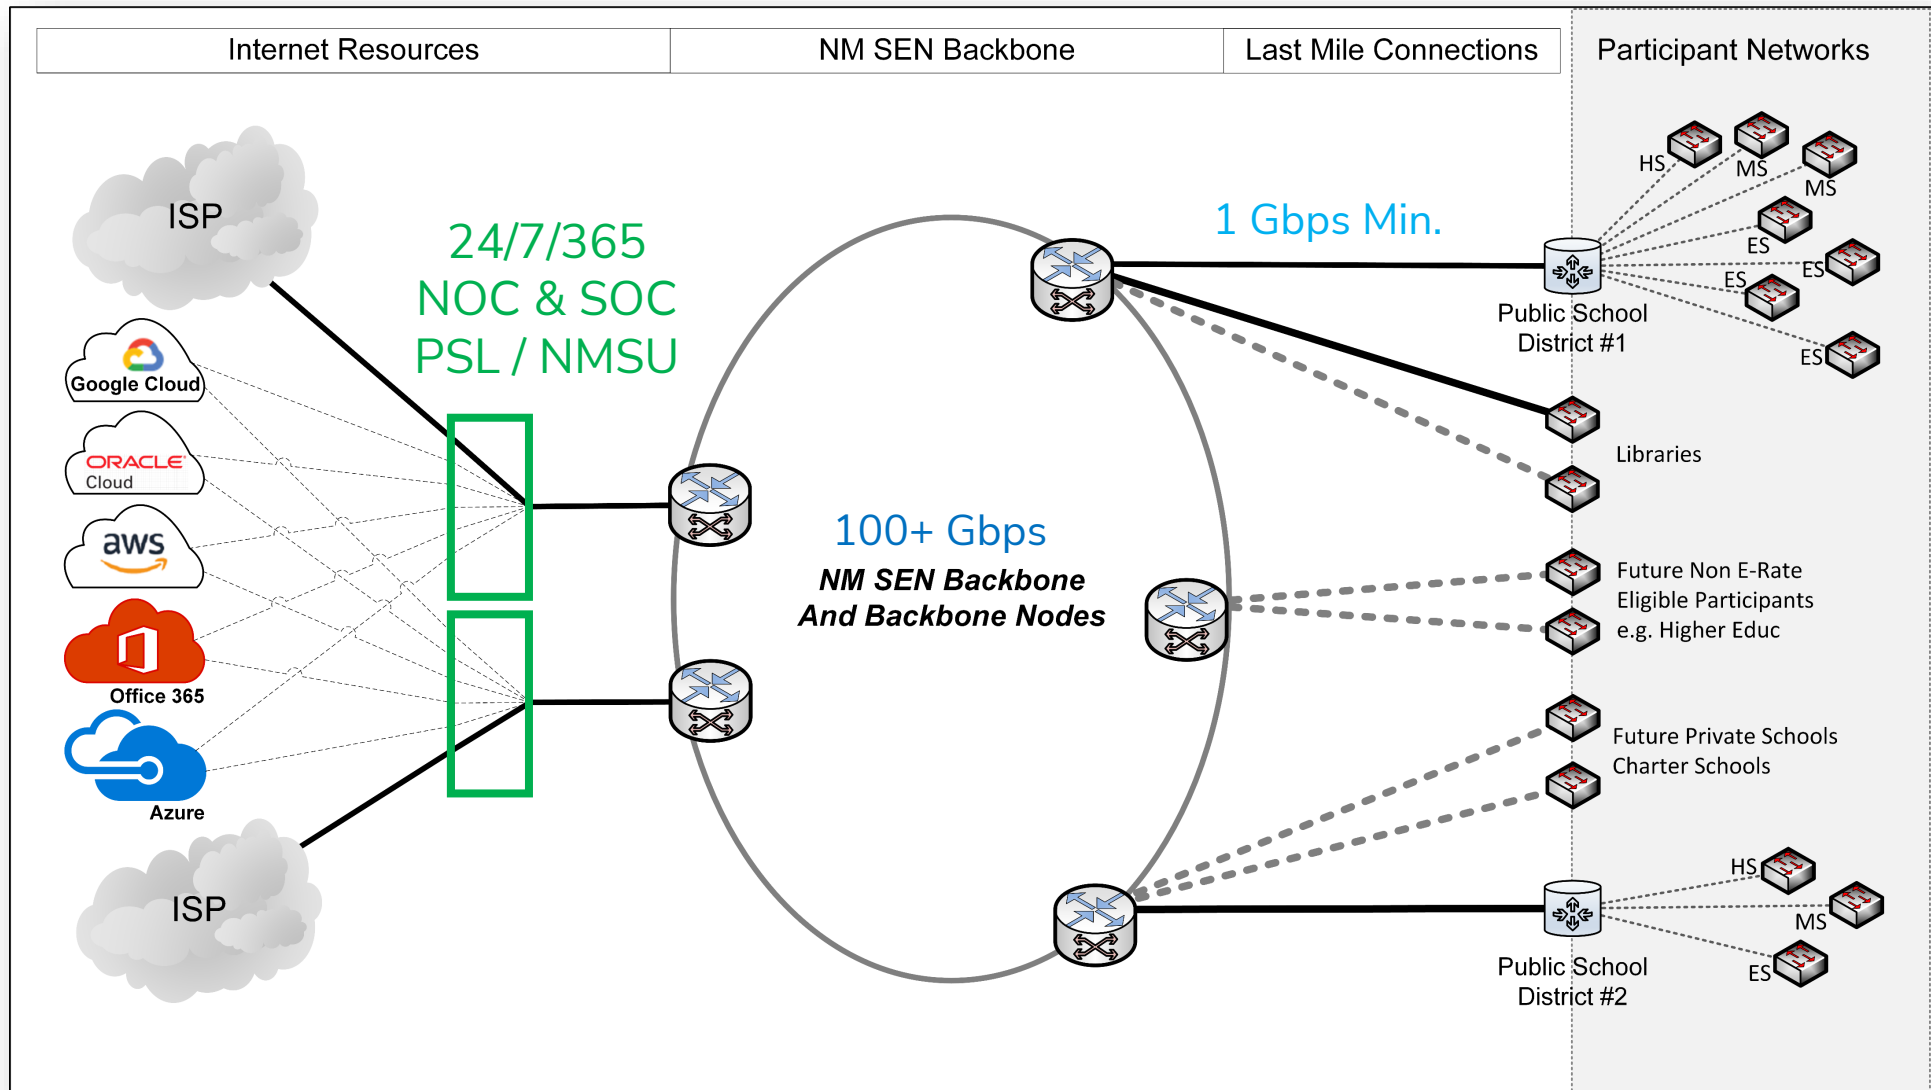 Internet Resources
NM SEN Backbone
Last Mile Connections
Participant Networks
ISP
24/7/365
NOC & SOC
PSL / NMSU
Google Cloud
ORACLE
Cloud
aws
Office 365
Azure
ISP
100+ Gbps
NM SEN Backbone
And Backbone Nodes
1 Gbps Min.
Public School
District #1
HS
MS
MS
ES
ES
ES
ES
Libraries
Future Non E-Rate
Eligible Participants
e.g. Higher Educ
Future Private Schools
Charter Schools
Public School
District #2
HS
MS
ES